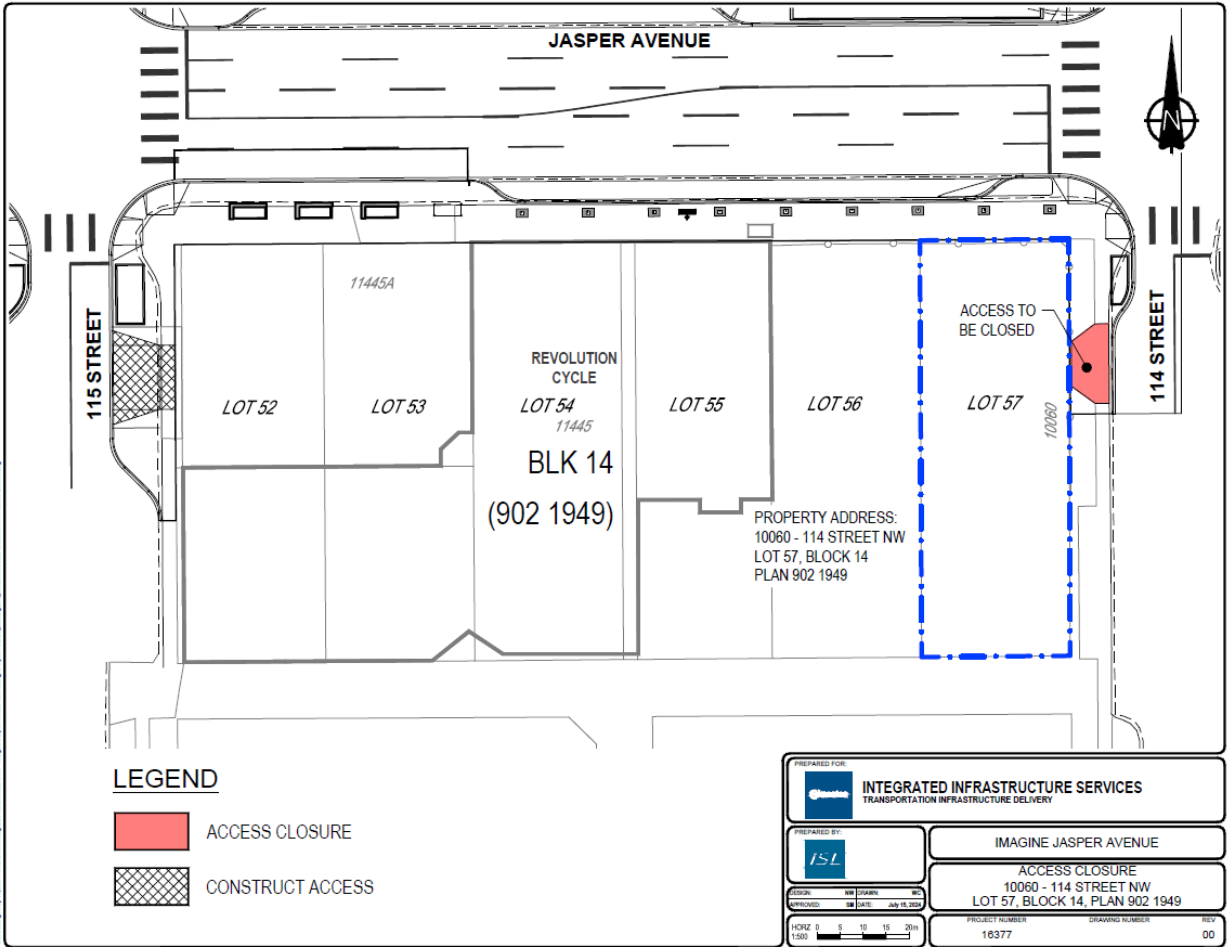 JASPER AVENUE
N
115 STREET
114 STREET
11445A
ACCESS TO
BE CLOSED
REVOLUTION
CYCLE
LOT 52
LOT 53
LOT 54
11445
LOT 55
LOT 56
LOT 57
10060
BLK 14
(902 1949)
PROPERTY ADDRESS:
10060 - 114 STREET NW
LOT 57, BLOCK 14
PLAN 902 1949
LEGEND
ACCESS CLOSURE
CONSTRUCT ACCESS
PREPARED FOR:
INTEGRATED INFRASTRUCTURE SERVICES
TRANSPORTATION INFRASTRUCTURE DELIVERY
PREPARED BY:
ISL
IMAGINE JASPER AVENUE
ACCESS CLOSURE
10060 - 114 STREET NW
LOT 57, BLOCK 14, PLAN 902 1949
DESIGN: NW DRAWN: WC
APPROVED: SM DATE: July 15, 2024
HORZ 0 5 10 15 20m
1:500
PROJECT NUMBER DRAWING NUMBER REV
16377 00